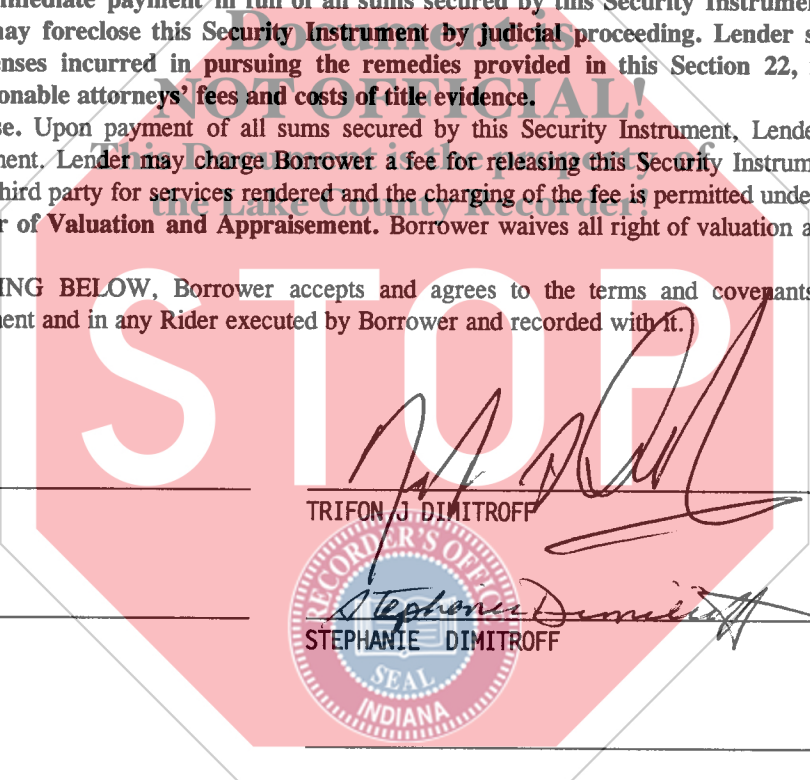 mmediate payment in full of all sums secured by this Security Instrumen
may foreclose this Security Instrument by judicial proceeding. Lender s
enses incurred in pursuing the remedies provided in this Section 22,
onable attorneys' fees and costs of title evidence.
se. Upon payment of all sums secured by this Security Instrument, Lende
ment. Lender may charge Borrower a fee for releasing this Security Instrum
hird party for services rendered and the charging of the fee is permitted unde
r of Valuation and Appraisement. Borrower waives all right of valuation a
ING BELOW, Borrower accepts and agrees to the terms and covenants
ment and in any Rider executed by Borrower and recorded with it.
Document is
NOT OFFICIAL!
This Document is the property of
the Lake County Recorder!
STOP
TRIFON J DIMITROFF
RECORDER'S OFFICE
Stephanie Dimitroff
STEPHANIE DIMITROFF
SEAL
INDIANA